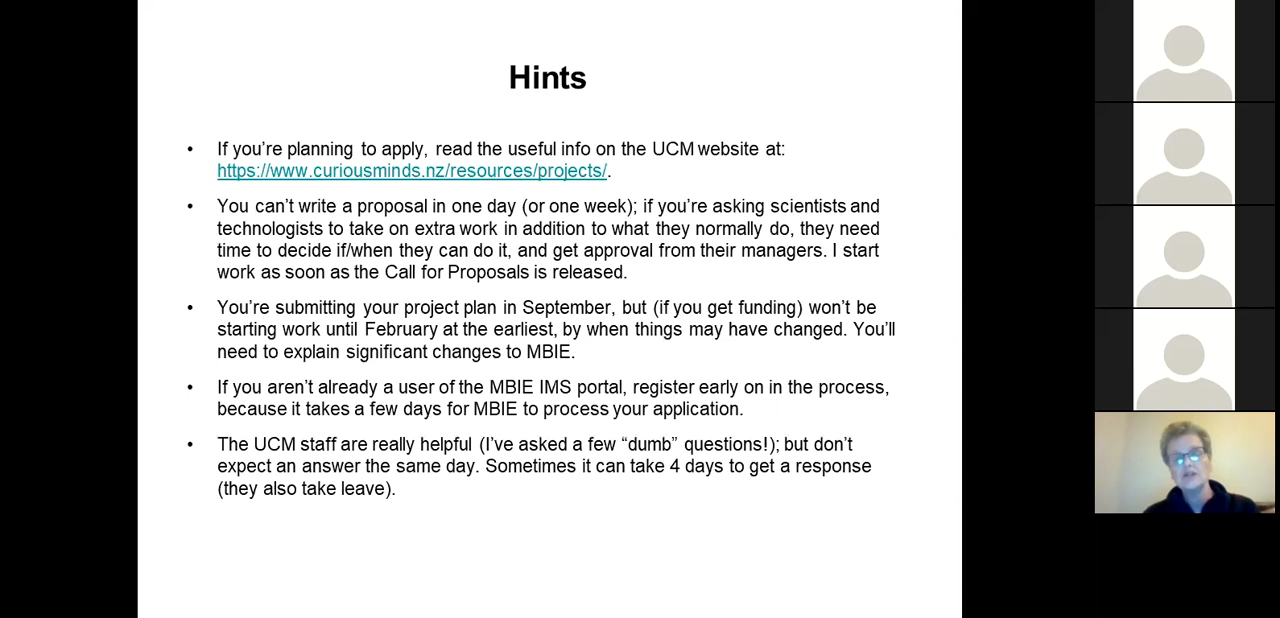 Hints
• If you’re planning to apply, read the useful info on the UCM website at:
https://www.curiousminds.nz/resources/projects/.
• You can’t write a proposal in one day (or one week); if you’re asking scientists and
technologists to take on extra work in addition to what they normally do, they need
time to decide if/when they can do it, and get approval from their managers. I start
work as soon as the Call for Proposals is released.
• You’re submitting your project plan in September, but (if you get funding) won’t be
starting work until February at the earliest, by when things may have changed. You’ll
need to explain significant changes to MBIE.
• If you aren’t already a user of the MBIE IMS portal, register early on in the process,
because it takes a few days for MBIE to process your application.
• The UCM staff are really helpful (I’ve asked a few “dumb” questions!); but don’t
expect an answer the same day. Sometimes it can take 4 days to get a response
(they also take leave).